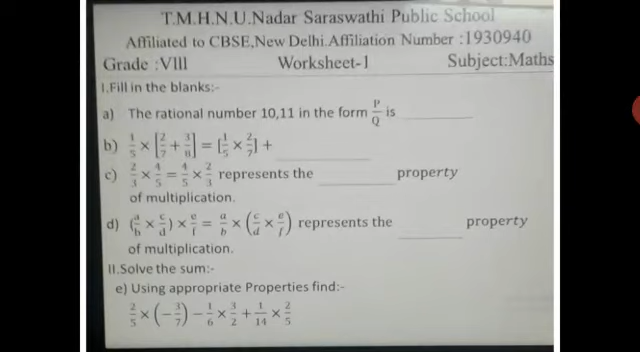 T.M.H.N.U.Nadar Saraswathi Public School
Affiliated to CBSE,New Delhi.Affiliation Number :1930940
Grade :VIII Worksheet-1 Subject:Maths
I.Fill in the blanks:-
a) The rational number 10,11 in the form P/Q is ______
b) 1/5 × [2/7 + 3/8] = [1/5 × 2/7] + ______
c) 2/3 × 4/5 = 4/5 × 2/3 represents the ______ property
of multiplication.
d) (a/b × c/d) × e/f = a/b × (c/d × e/f) represents the ______ property
of multiplication.
II.Solve the sum:-
e) Using appropriate Properties find:-
2/5 × (−3/7) − 1/6 × 3/2 + 1/14 × 2/5